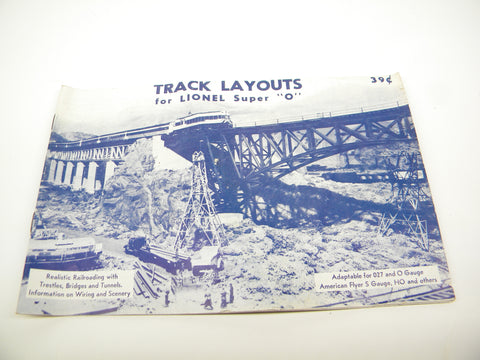 TRACK LAYOUTS
39¢
for LIONEL Super "O"
Realistic Railroading with
Trestles, Bridges and Tunnels.
Information on Wiring and Scenery
Adaptable for 027 and O Gauge
American Flyer S Gauge, HO and others